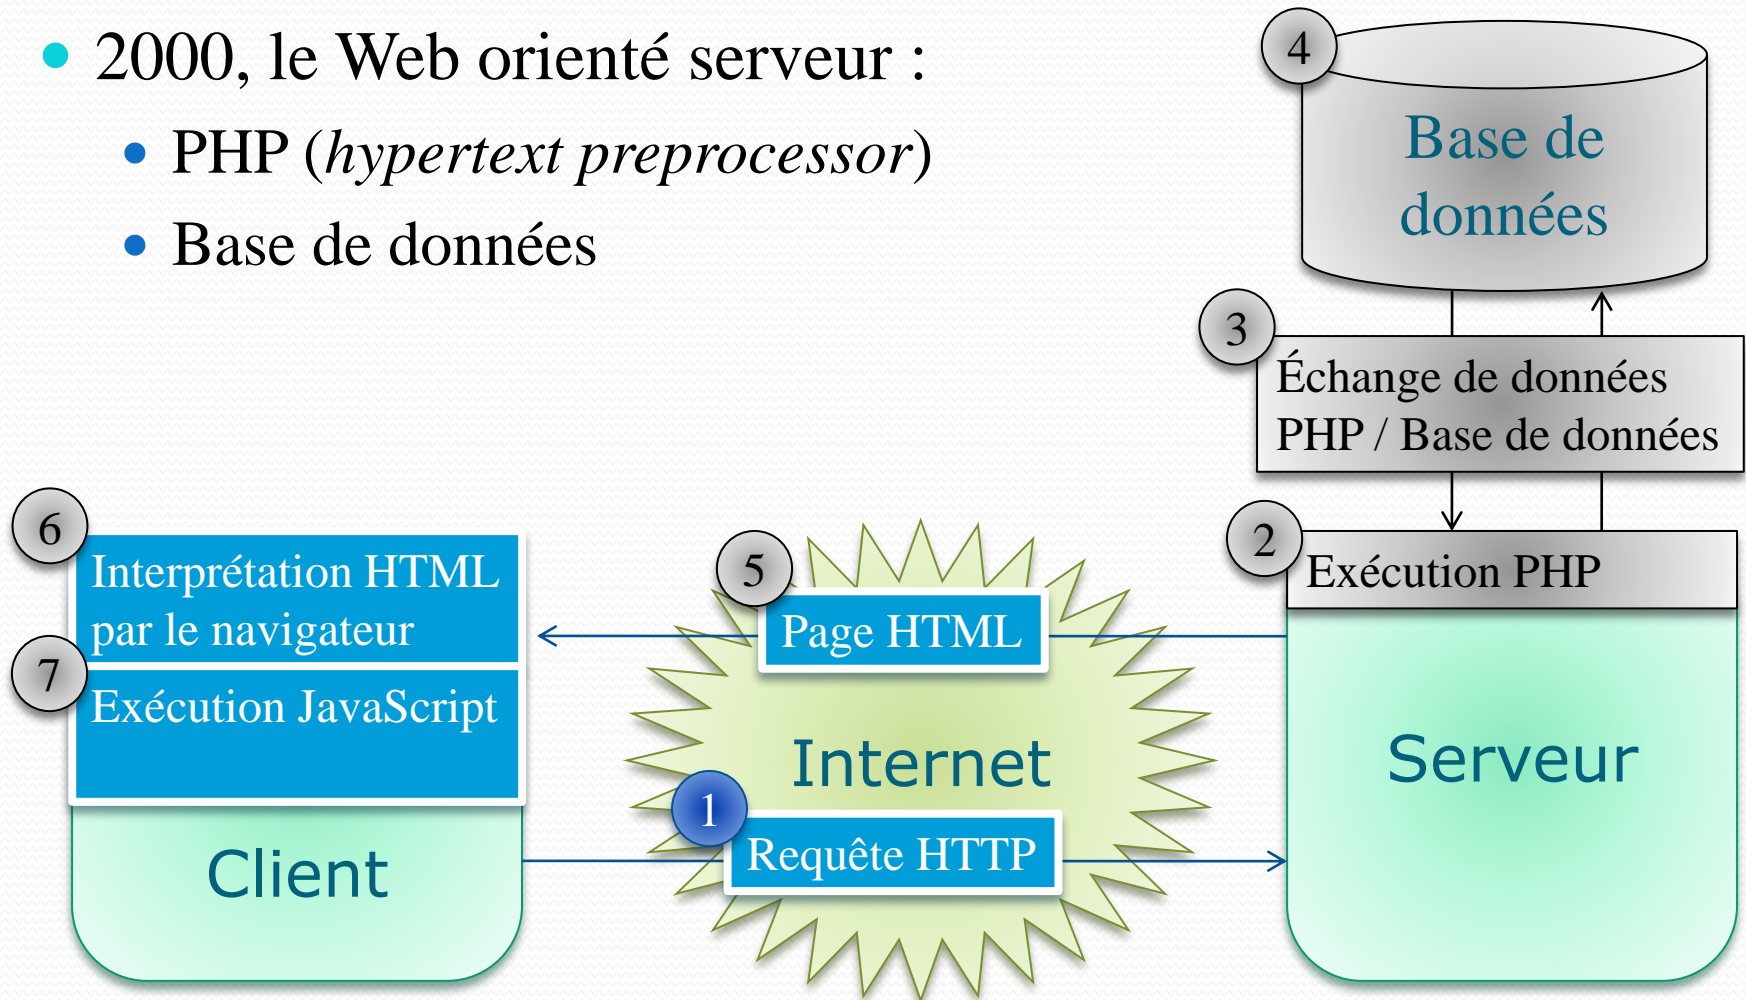 2000, le Web orienté serveur :
PHP (hypertext preprocessor)
Base de données
4
Base de
données
3
Échange de données
PHP / Base de données
2
Exécution PHP
Serveur
5
Page HTML
Internet
1
Requête HTTP
6
Interprétation HTML
par le navigateur
7
Exécution JavaScript
Client